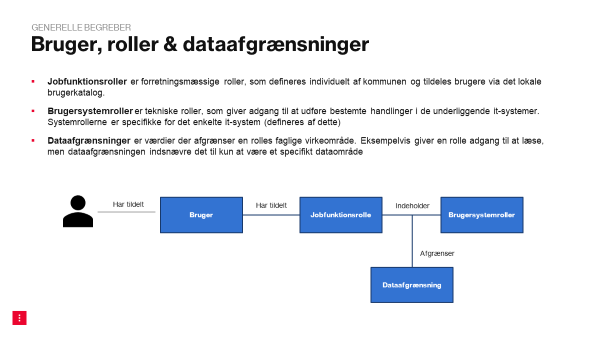 GENERELLE BEGREBER
Bruger, roller & dataafgrænsninger
Jobfunktionsroller er forretningsmæssige roller, som defineres individuelt af kommunen og tildeles brugere via det lokale
brugerkatalog.
Brugersystemroller er tekniske roller, som giver adgang til at udføre bestemte handlinger i de underliggende it-systemer.
Systemrollerne er specifikke for det enkelte it-system (defineres af dette)
Dataafgrænsninger er værdier der afgrænser en rolles faglige virkeområde. Eksempelvis giver en rolle adgang til at læse,
men dataafgrænsningen indsnævre det til kun at være et specifikt dataområde
Har tildelt
Bruger
Har tildelt
Jobfunktionsrolle
Indeholder
Brugersystemroller
Afgrænser
Dataafgrænsning